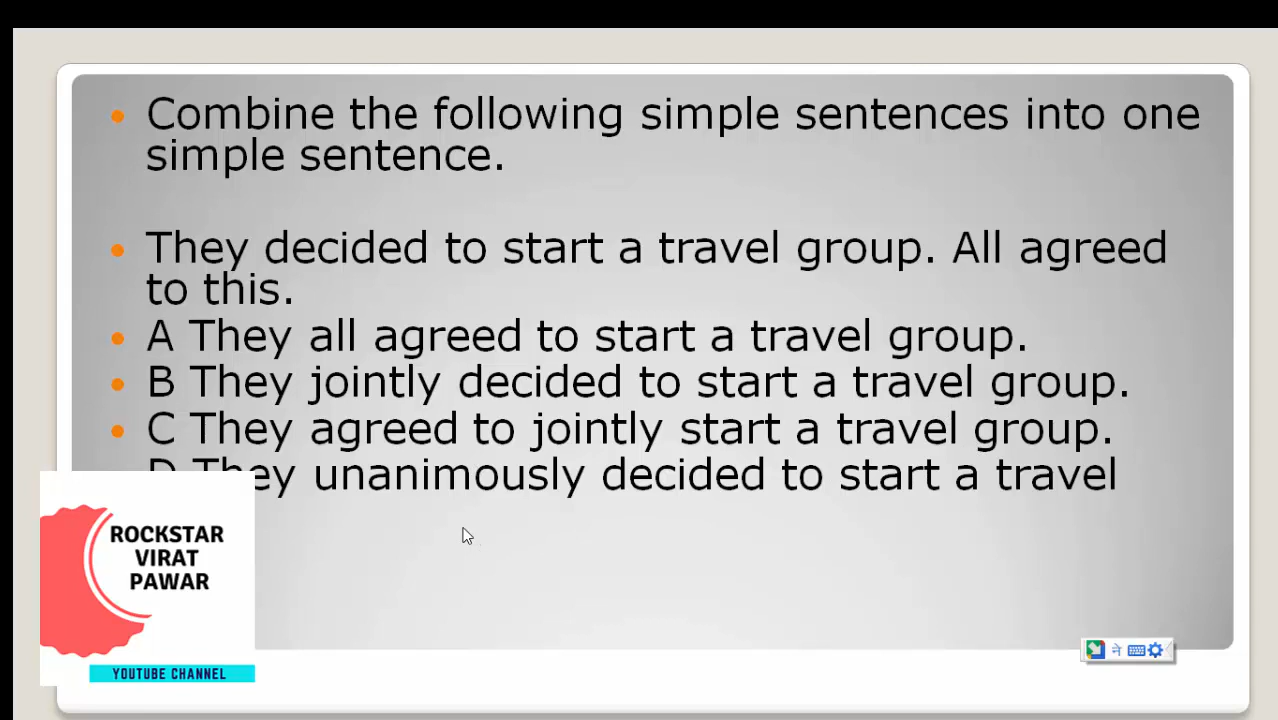 Combine the following simple sentences into one
simple sentence.
They decided to start a travel group. All agreed
to this.
A They all agreed to start a travel group.
B They jointly decided to start a travel group.
C They agreed to jointly start a travel group.
D They unanimously decided to start a travel
ROCKSTAR
VIRAT
PAWAR
YOUTUBE CHANNEL
ने